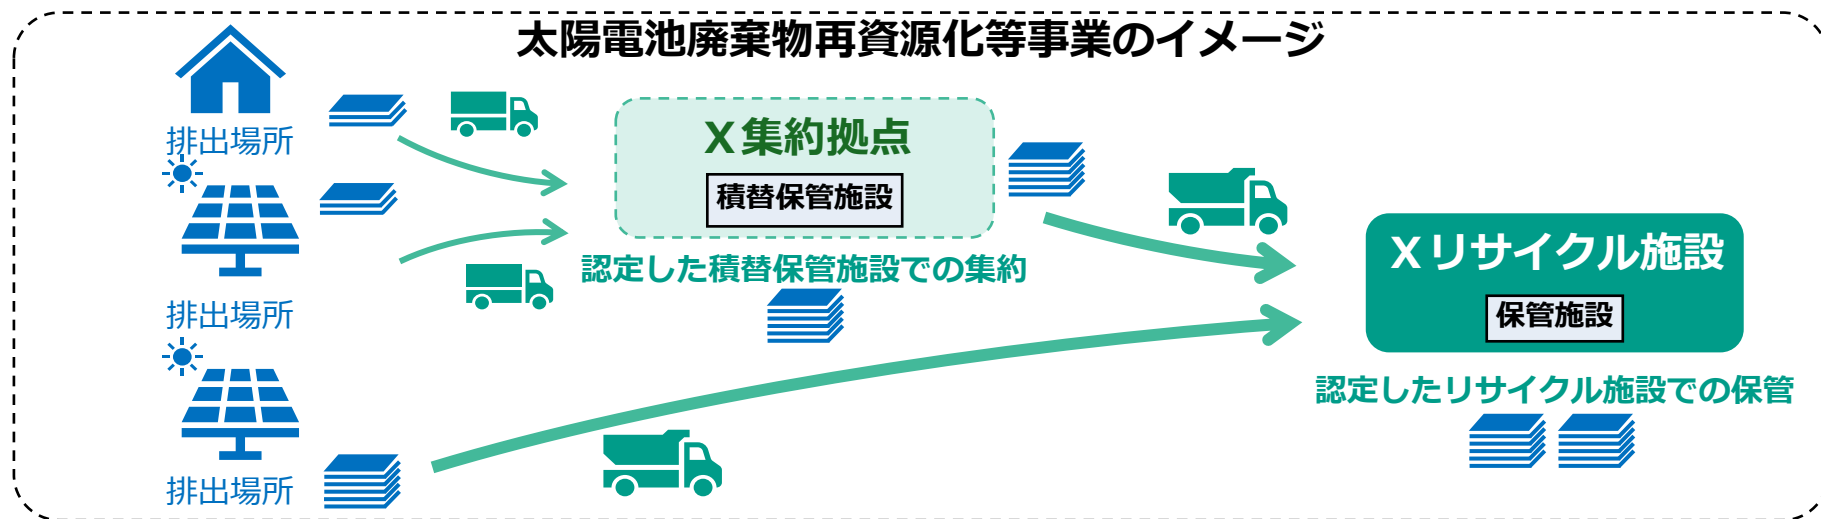 太陽電池廃棄物再資源化等事業のイメージ
排出場所
X集約拠点
積替保管施設
認定した積替保管施設での集約
排出場所
Xリサイクル施設
保管施設
認定したリサイクル施設での保管
排出場所